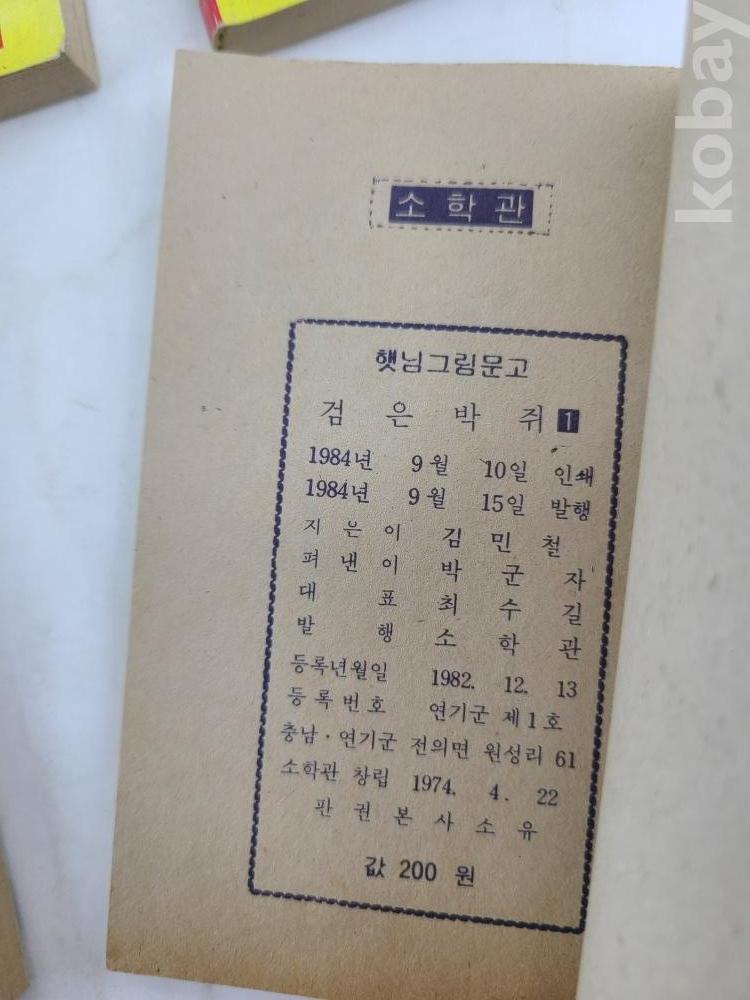 kobay
소학관
햇님그림문고
검은박쥐 1
1984년 9월 10일 인쇄
1984년 9월 15일 발행
지은이 김민철
펴낸이 박군자
대표 최수길
발행 소학관
등록년월일 1982. 12. 13
등록번호 연기군 제1호
충남·연기군 전의면 원성리 61
소학관 창립 1974. 4. 22
판권본사소유
값 200 원